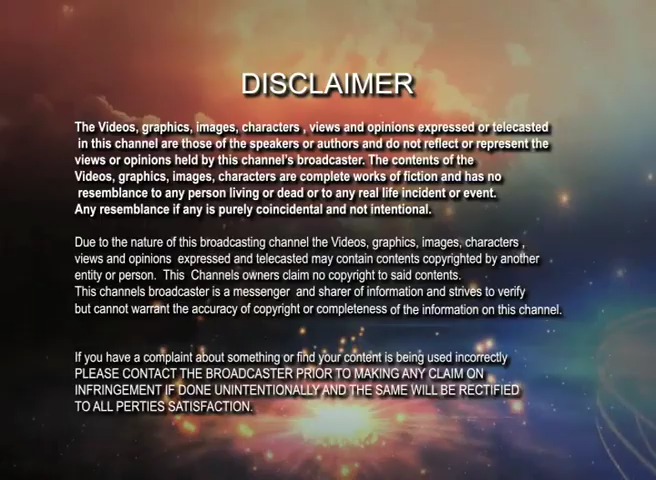 DISCLAIMER
The Videos, graphics, images, characters , views and opinions expressed or telecasted
in this channel are those of the speakers or authors and do not reflect or represent the
views or opinions held by this channel's broadcaster. The contents of the
Videos, graphics, images, characters are complete works of fiction and has no
resemblance to any person living or dead or to any real life incident or event.
Any resemblance if any is purely coincidental and not intentional.
Due to the nature of this broadcasting channel the Videos, graphics, images, characters ,
views and opinions expressed and telecasted may contain contents copyrighted by another
entity or person. This Channels owners claim no copyright to said contents.
This channels broadcaster is a messenger and sharer of information and strives to verify
but cannot warrant the accuracy of copyright or completeness of the information on this channel.
If you have a complaint about something or find your content is being used incorrectly
PLEASE CONTACT THE BROADCASTER PRIOR TO MAKING ANY CLAIM ON
INFRINGEMENT IF DONE UNINTENTIONALLY AND THE SAME WILL BE RECTIFIED
TO ALL PERTIES SATISFACTION.